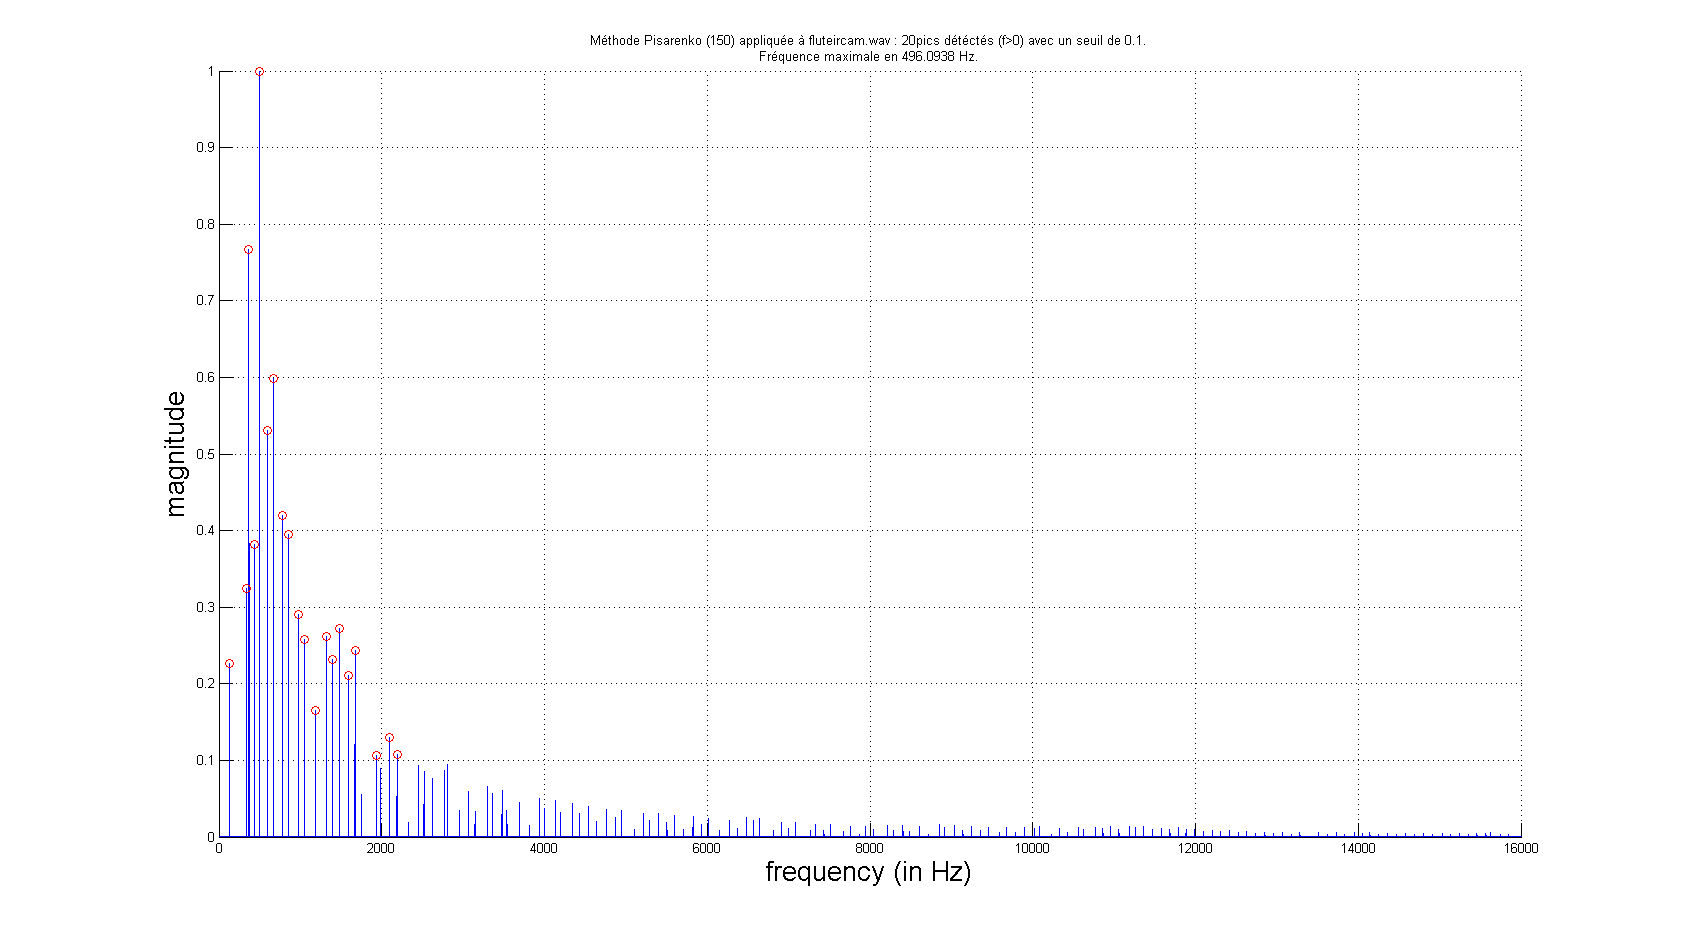 Méthode Pisarenko (150) appliquée à fluteircam.wav : 20pics détéctés (f>0) avec un seuil de 0.1.
Fréquence maximale en 496.0938 Hz.
1
0.9
0.8
0.7
0.6
0.5
0.4
0.3
0.2
0.1
0
magnitude
0 2000 4000 6000 8000 10000 12000 14000 16000
frequency (in Hz)